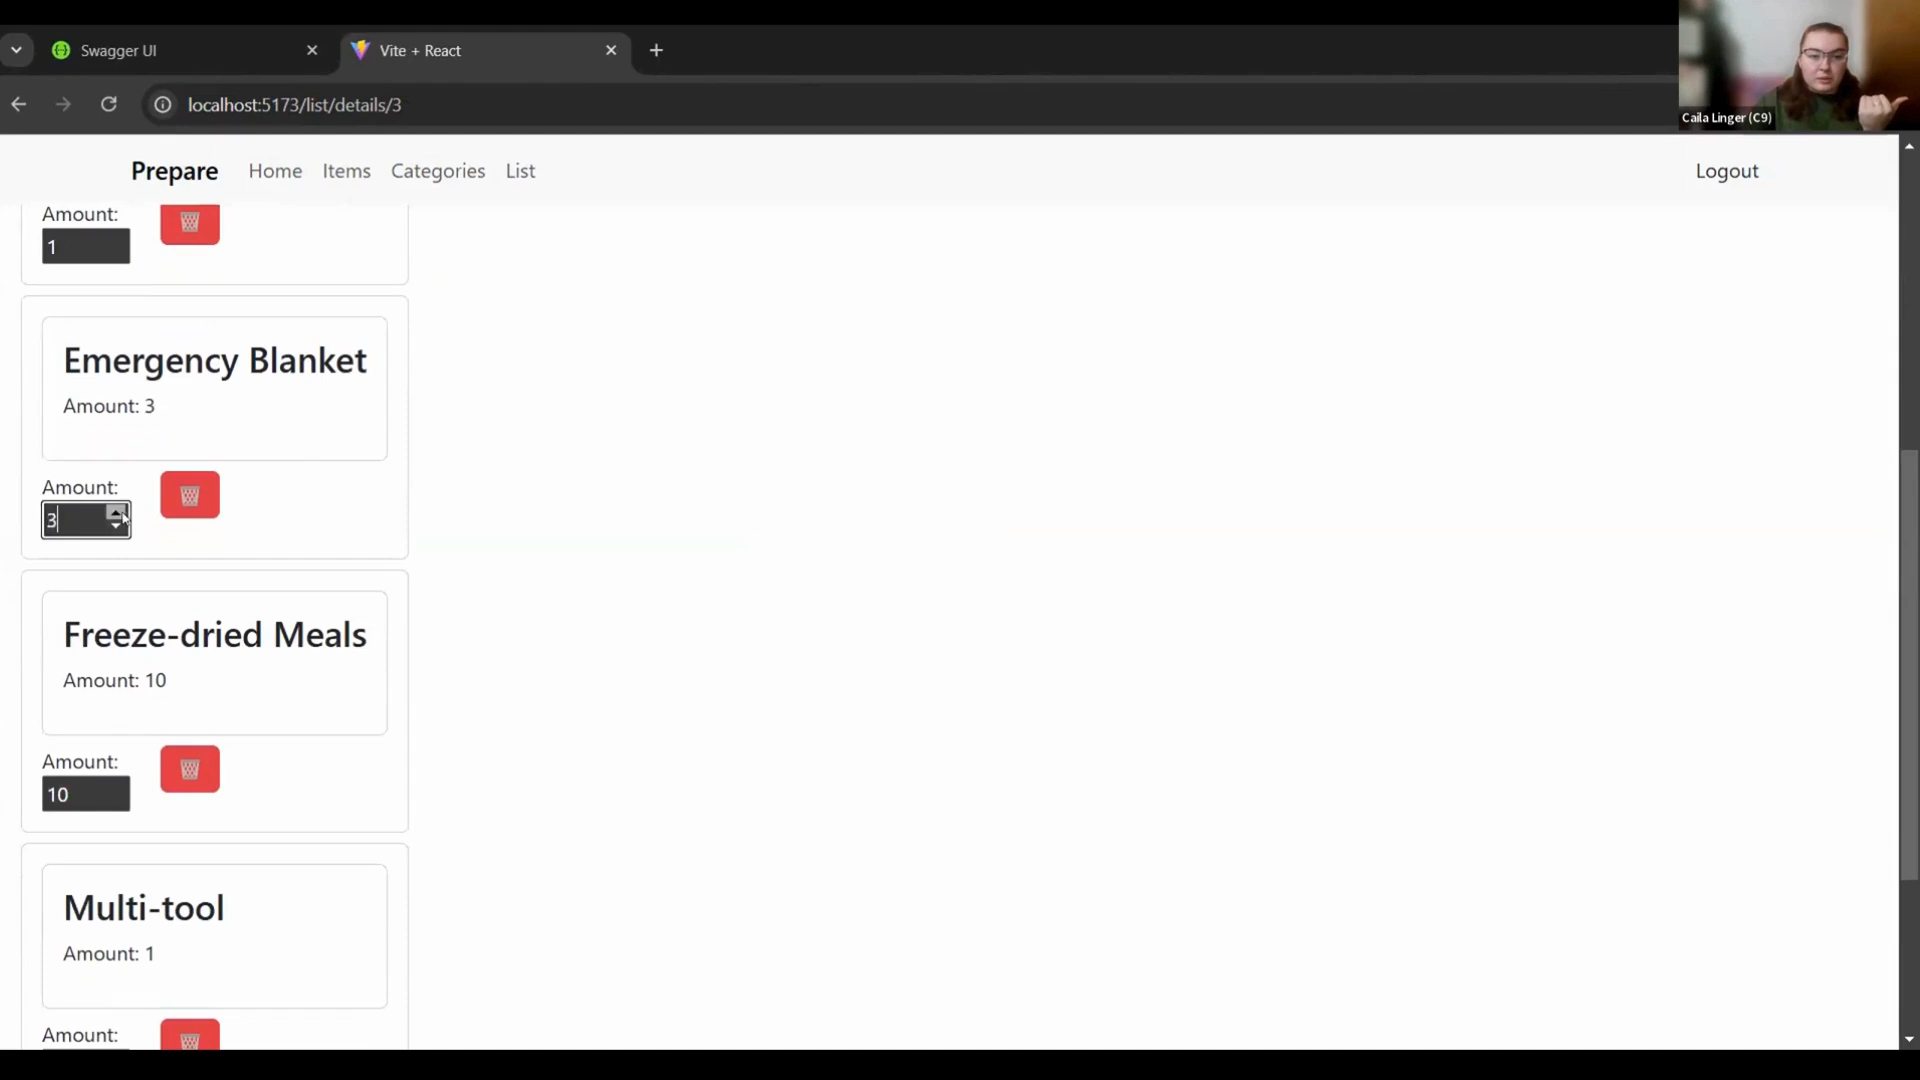 Swagger UI
Vite + React
localhost:5173/list/details/3
Caila Linger (C9)
Prepare Home Items Categories List Logout
Amount:
1
Emergency Blanket
Amount: 3
Amount:
3
Freeze-dried Meals
Amount: 10
Amount:
10
Multi-tool
Amount: 1
Amount: